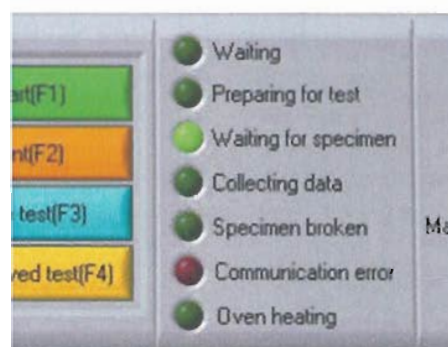 art(F1)
nt(F2)
test(F3)
ved test(F4)
Waiting
Preparing for test
Waiting for specimen
Collecting data
Specimen broken
Communication error
Oven heating
Ma